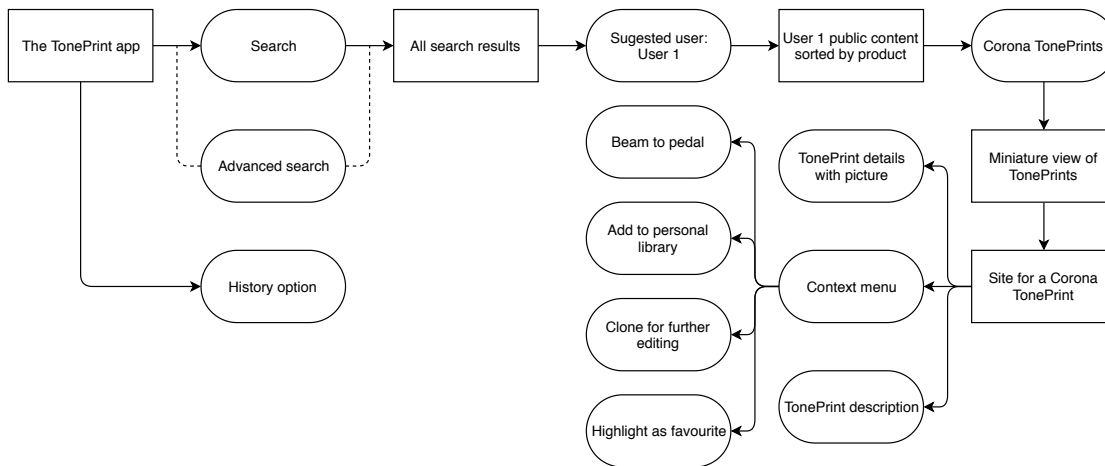 The TonePrint app
Search
All search results
Sugested user:
User 1
User 1 public content
sorted by product
Corona TonePrints
Advanced search
Beam to pedal
TonePrint details
with picture
Miniature view of
TonePrints
Add to personal
library
History option
Context menu
Site for a Corona
TonePrint
Clone for further
editing
TonePrint description
Highlight as favourite